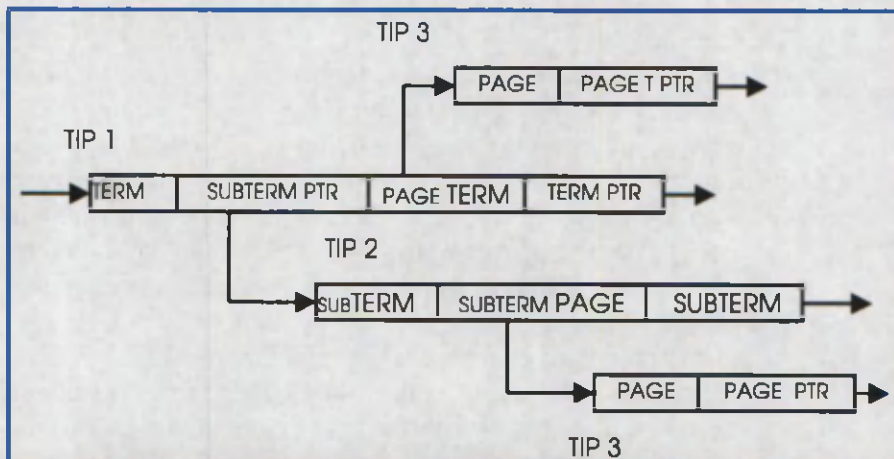 TIP 3
PAGE PAGE T PTR
TIP 1
TERM SUBTERM PTR PAGE TERM TERM PTR
TIP 2
SUBTERM SUBTERM PAGE SUBTERM
PAGE PAGE PTR
TIP 3